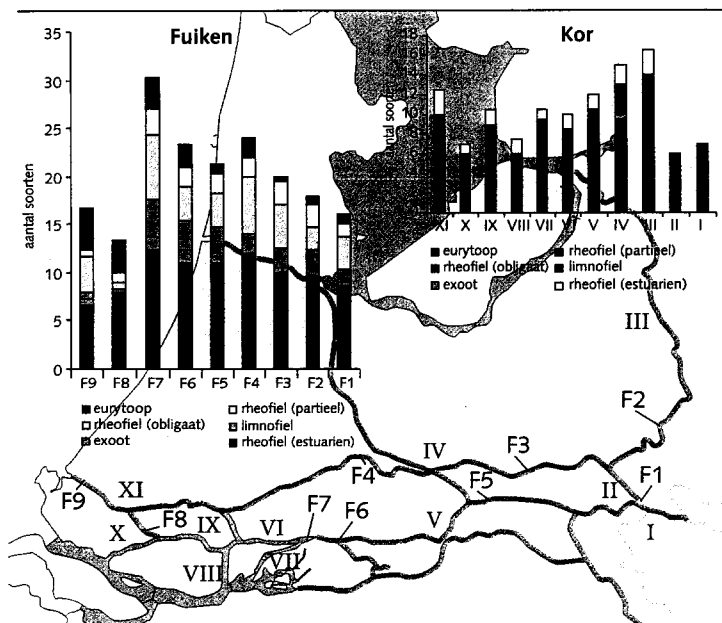 Fuiken
35
30
25
20
15
10
5
0
aantal soorten
F9 F8 F7 F6 F5 F4 F3 F2 F1
eurytoop
rheofiel (obligaat)
exoot
rheofiel (partieel)
limnofiel
rheofiel (estuarien)
Kor
aantal soorten
XI X IX VIII VII VI V IV III II I
eurytoop
rheofiel (obligaat)
exoot
rheofiel (partieel)
limnofiel
rheofiel (estuarien)
III
F2
IV
F3
F4
F5
II
F1
I
F9
XI
F8
X
IX
VI
F7
F6
V
VIII
VII